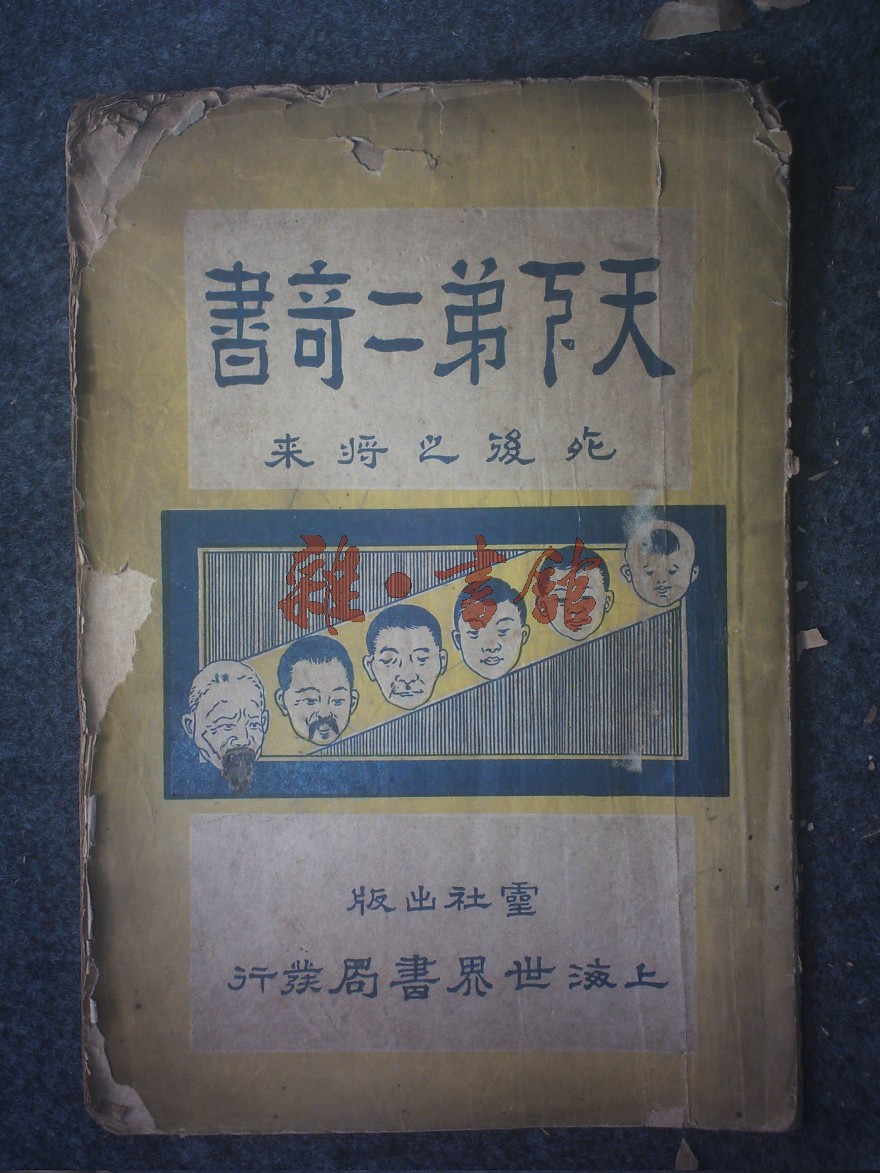 天下第二奇書
死後之将来
雜·書舘
靈社出版
上海世界書局發行